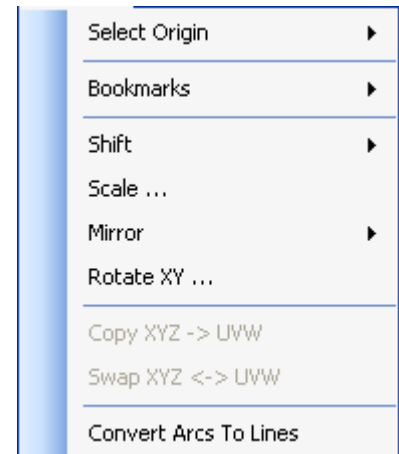 Select Origin
Bookmarks
Shift
Scale ...
Mirror
Rotate XY ...
Copy XYZ -> UVW
Swap XYZ <-> UVW
Convert Arcs To Lines